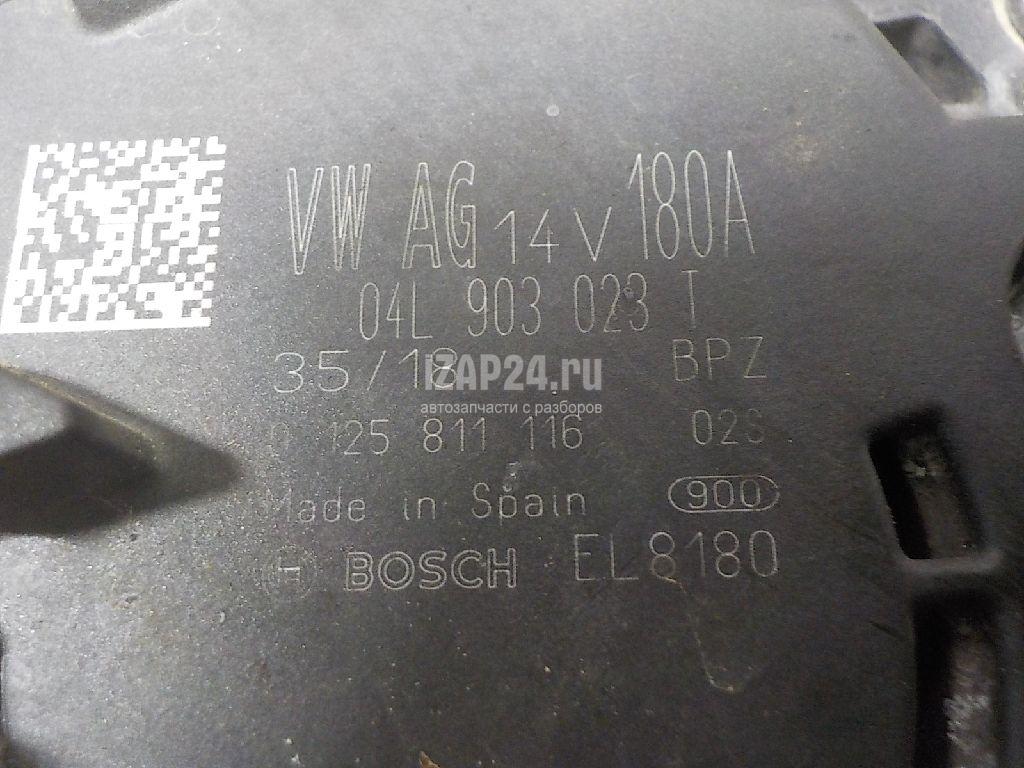 VW AG 14 V 180A
04L 903 023 T
35/18 BPZ
iZAP24.ru
автозапчасти с разборов
0 125 811 116 02S
Made in Spain 900
BOSCH EL8180